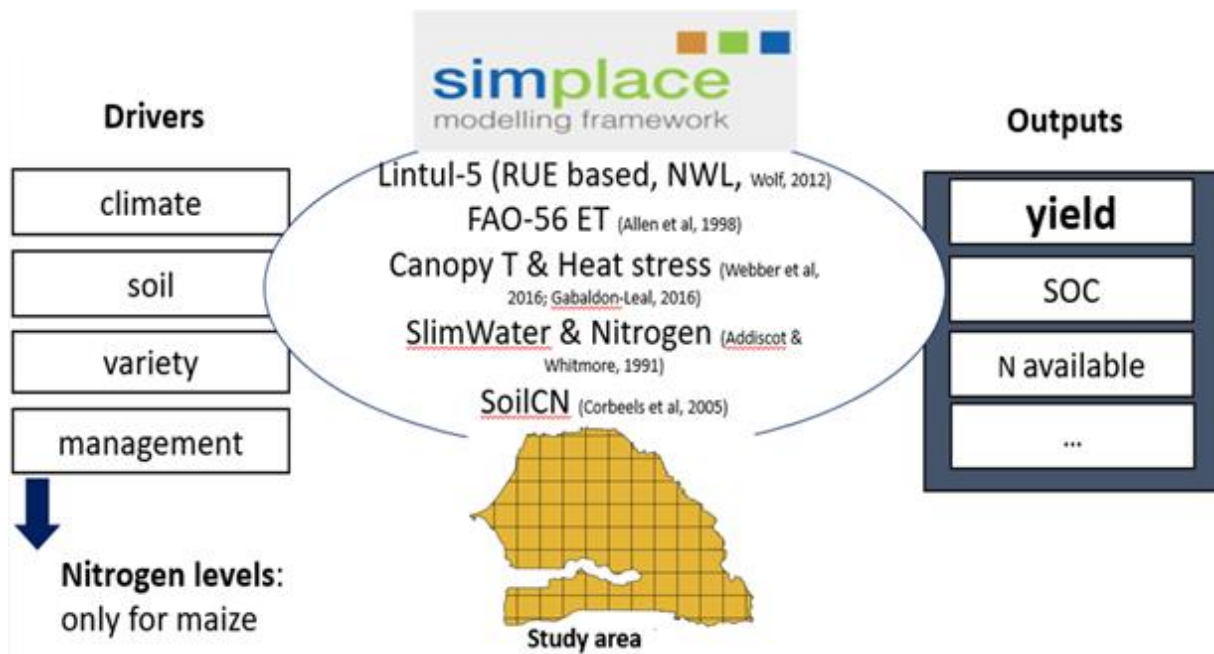 simplace
modelling framework
Drivers
climate
soil
variety
management
Nitrogen levels:
only for maize
Lintul-5 (RUE based, NWL, Wolf, 2012)
FAO-56 ET (Allen et al, 1998)
Canopy T & Heat stress (Webber et al,
2016; Gabaldon-Leal, 2016)
SlimWater & Nitrogen (Addiscot &
Whitmore, 1991)
SoilCN (Corbeels et al, 2005)
Study area
Outputs
yield
SOC
N available
...